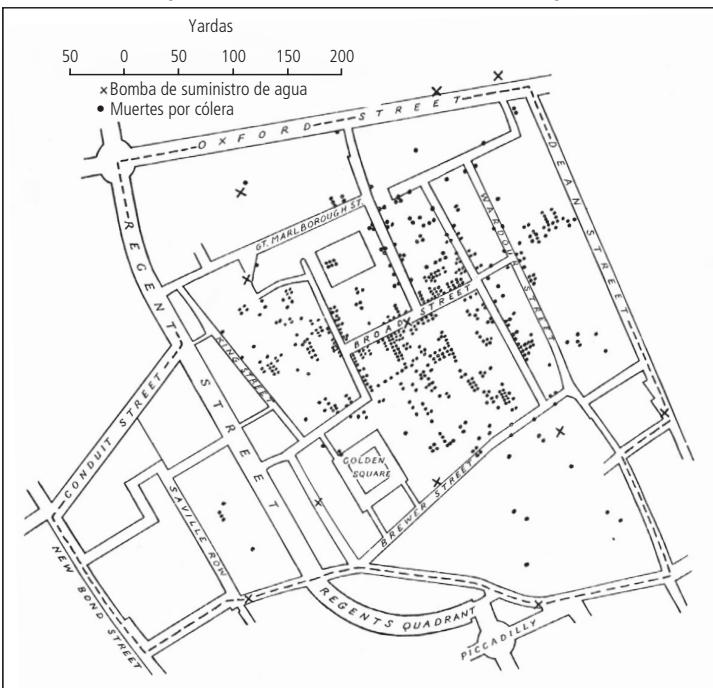 Yardas
50 0 50 100 150 200
×Bomba de suministro de agua
• Muertes por cólera
OXFORD STREET
DEAN STREET
REGENT STREET
GT. MARLBOROUGH ST.
WARDOUR STREET
BROAD STREET
KING STREET
CONDUIT STREET
GOLDEN
SQUARE
SAVILLE ROW
BREWER STREET
NEW BOND STREET
REGENTS QUADRANT
PICCADILLY